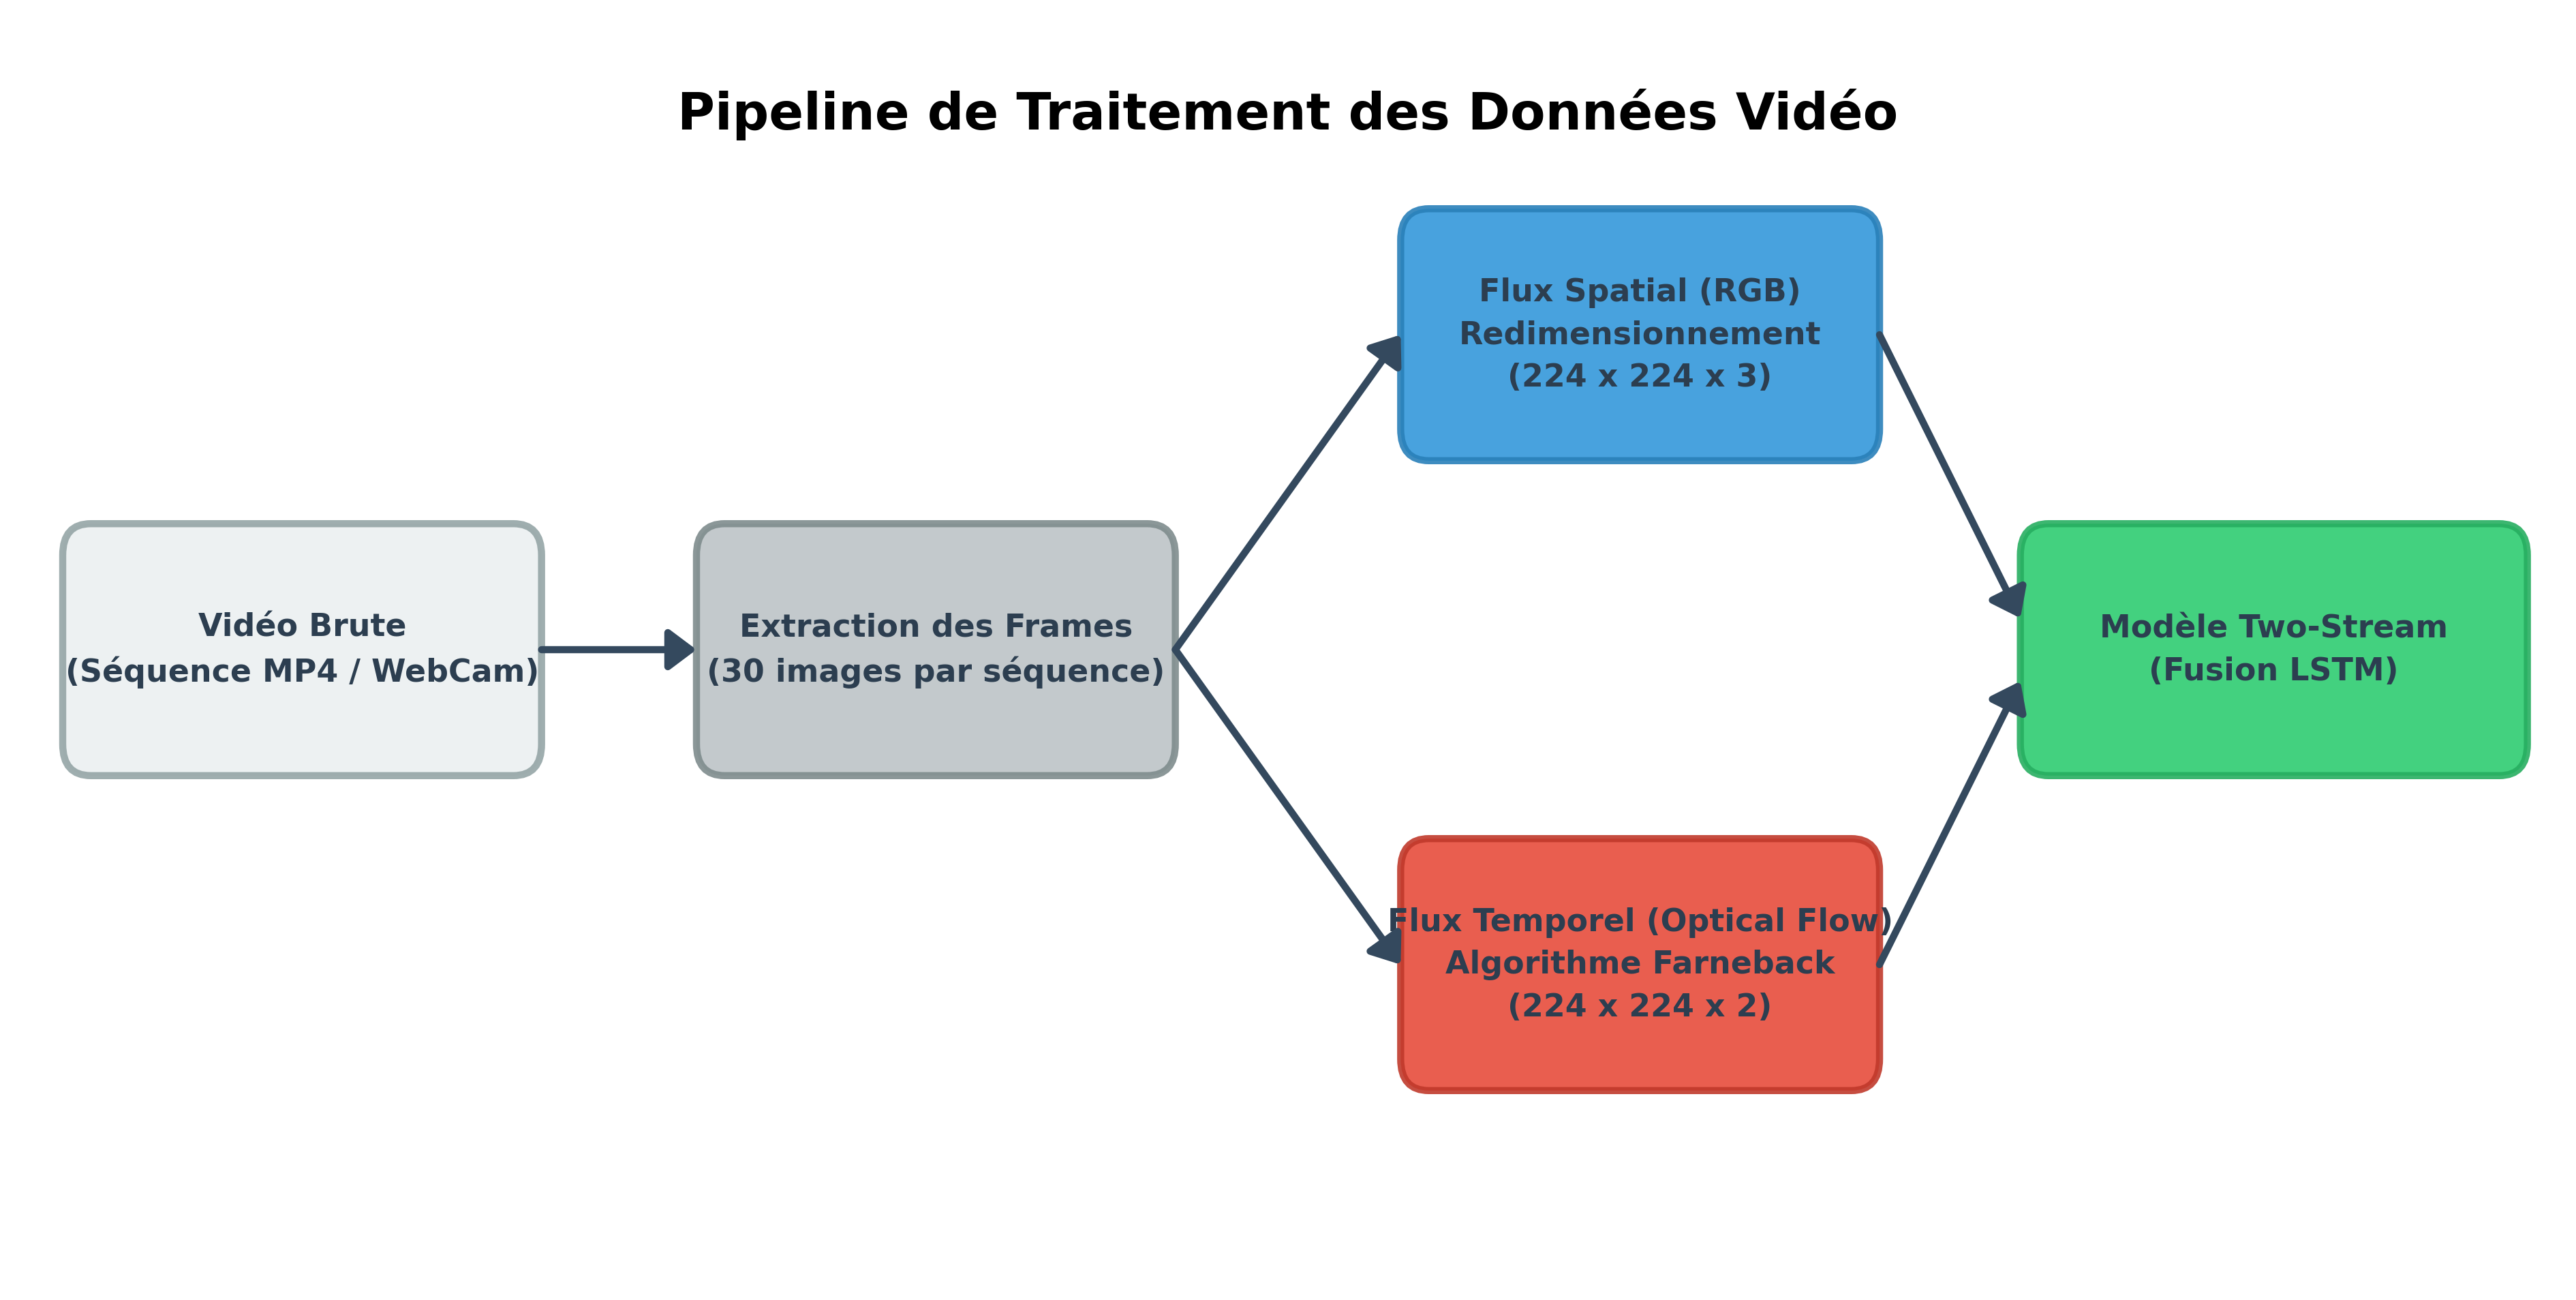 Pipeline de Traitement des Données Vidéo
Vidéo Brute
(Séquence MP4 / WebCam)
Extraction des Frames
(30 images par séquence)
Flux Spatial (RGB)
Redimensionnement
(224 x 224 x 3)
Flux Temporel (Optical Flow)
Algorithme Farneback
(224 x 224 x 2)
Modèle Two-Stream
(Fusion LSTM)